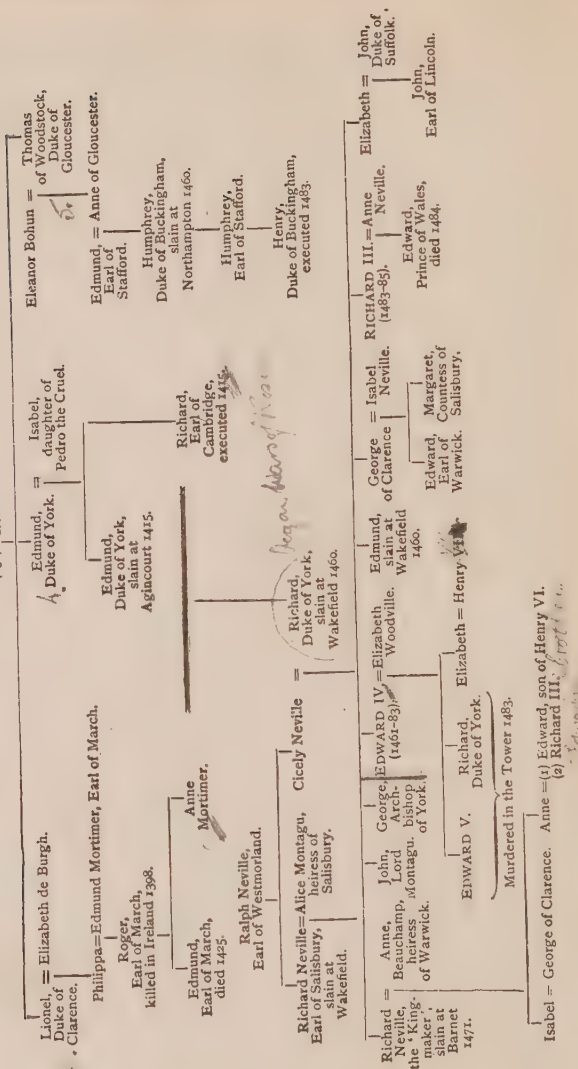 Lionel, = Elizabeth de Burgh.
Duke of
Clarence.
Philippa=Edmund Mortimer, Earl of March.
Roger,
Earl of March,
killed in Ireland 1398.
Edmund,
Earl of March,
died 1425.
Anne
Mortimer.
Edmund, = Isabel,
Duke of York. daughter of
Pedro the Cruel.
Edmund,
Duke of York,
slain at
Agincourt 1415.
Richard,
Earl of
Cambridge,
executed 1415.
Eleanor Bohun = Thomas
of Woodstock,
Duke of
Gloucester.
Edmund, = Anne of Gloucester.
Earl of
Stafford.
Humphrey,
Duke of Buckingham,
slain at
Northampton 1460.
Humphrey,
Earl of Stafford.
Henry,
Duke of Buckingham,
executed 1483.
Ralph Neville,
Earl of Westmorland.
Richard Neville=Alice Montagu,
Earl of Salisbury, heiress of
slain at Salisbury.
Wakefield.
Cicely Neville = Richard,
Duke of York,
slain at
Wakefield 1460.
began Wars of
Richard = Anne,
Neville, Beauchamp,
the 'King- heiress
maker', of Warwick.
slain at
Barnet
1471.
John,
Lord
Montagu.
George,
Arch-
bishop
of York.
EDWARD IV.=Elizabeth
(1461-83). Woodville.
Edmund,
slain at
Wakefield
1460.
George = Isabel
of Clarence Neville.
RICHARD III.=Anne
(1483-85). Neville.
Elizabeth = John,
Duke of
Suffolk.
EDWARD V.
Richard,
Duke of York.
Elizabeth=Henry
Murdered in the Tower 1483.
Edward,
Earl of
Warwick.
Margaret,
Countess of
Salisbury.
Edward,
Prince of Wales,
died 1484.
John,
Earl of Lincoln.
Isabel = George of Clarence.
Anne=(1) Edward, son of Henry VI.
(2) Richard III.